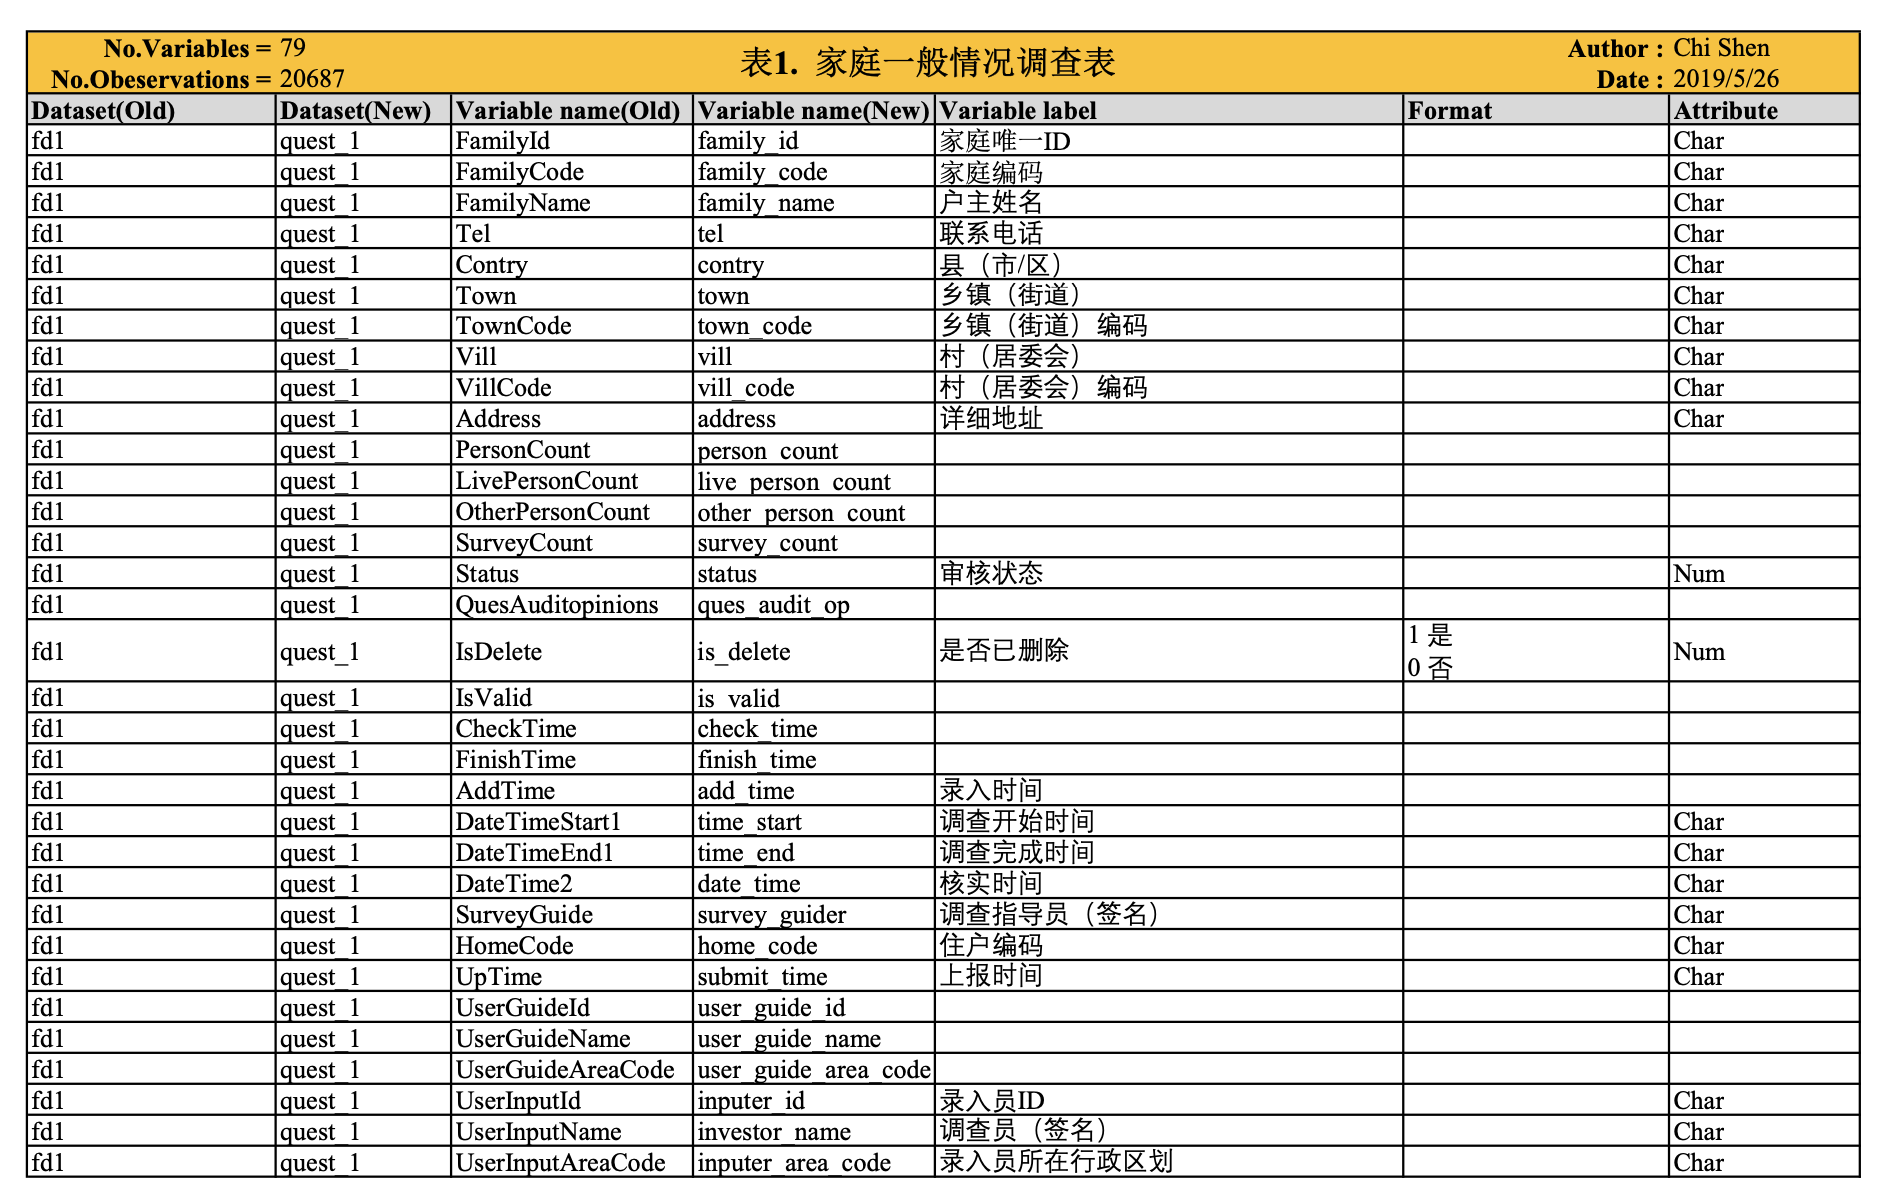 No.Variables = 79
No.Obeservations = 20687
表1. 家庭一般情况调查表
Author : Chi Shen
Date : 2019/5/26
Dataset(Old) Dataset(New) Variable name(Old) Variable name(New) Variable label Format Attribute
fd1 quest_1 FamilyId family_id 家庭唯一ID Char
fd1 quest_1 FamilyCode family_code 家庭编码 Char
fd1 quest_1 FamilyName family_name 户主姓名 Char
fd1 quest_1 Tel tel 联系电话 Char
fd1 quest_1 Contry contry 县（市/区） Char
fd1 quest_1 Town town 乡镇（街道） Char
fd1 quest_1 TownCode town_code 乡镇（街道）编码 Char
fd1 quest_1 Vill vill 村（居委会） Char
fd1 quest_1 VillCode vill_code 村（居委会）编码 Char
fd1 quest_1 Address address 详细地址 Char
fd1 quest_1 PersonCount person_count
fd1 quest_1 LivePersonCount live_person_count
fd1 quest_1 OtherPersonCount other_person_count
fd1 quest_1 SurveyCount survey_count
fd1 quest_1 Status status 审核状态 Num
fd1 quest_1 QuesAuditopinions ques_audit_op
fd1 quest_1 IsDelete is_delete 是否已删除 1 是 Num
0 否
fd1 quest_1 IsValid is_valid
fd1 quest_1 CheckTime check_time
fd1 quest_1 FinishTime finish_time
fd1 quest_1 AddTime add_time 录入时间
fd1 quest_1 DateTimeStart1 time_start 调查开始时间 Char
fd1 quest_1 DateTimeEnd1 time_end 调查完成时间 Char
fd1 quest_1 DateTime2 date_time 核实时间 Char
fd1 quest_1 SurveyGuide survey_guider 调查指导员（签名） Char
fd1 quest_1 HomeCode home_code 住户编码 Char
fd1 quest_1 UpTime submit_time 上报时间 Char
fd1 quest_1 UserGuideId user_guide_id
fd1 quest_1 UserGuideName user_guide_name
fd1 quest_1 UserGuideAreaCode user_guide_area_code
fd1 quest_1 UserInputId inputer_id 录入员ID Char
fd1 quest_1 UserInputName investor_name 调查员（签名） Char
fd1 quest_1 UserInputAreaCode inputer_area_code 录入员所在行政区划 Char